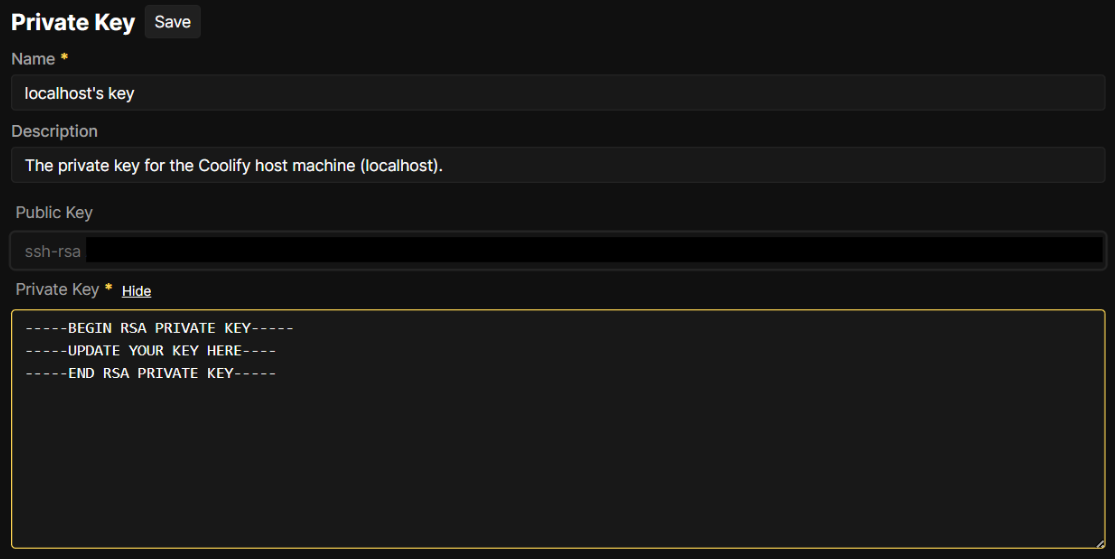 Private Key Save
Name *
localhost's key
Description
The private key for the Coolify host machine (localhost).
Public Key
ssh-rsa
Private Key * Hide
-----BEGIN RSA PRIVATE KEY-----
-----UPDATE YOUR KEY HERE----
-----END RSA PRIVATE KEY-----